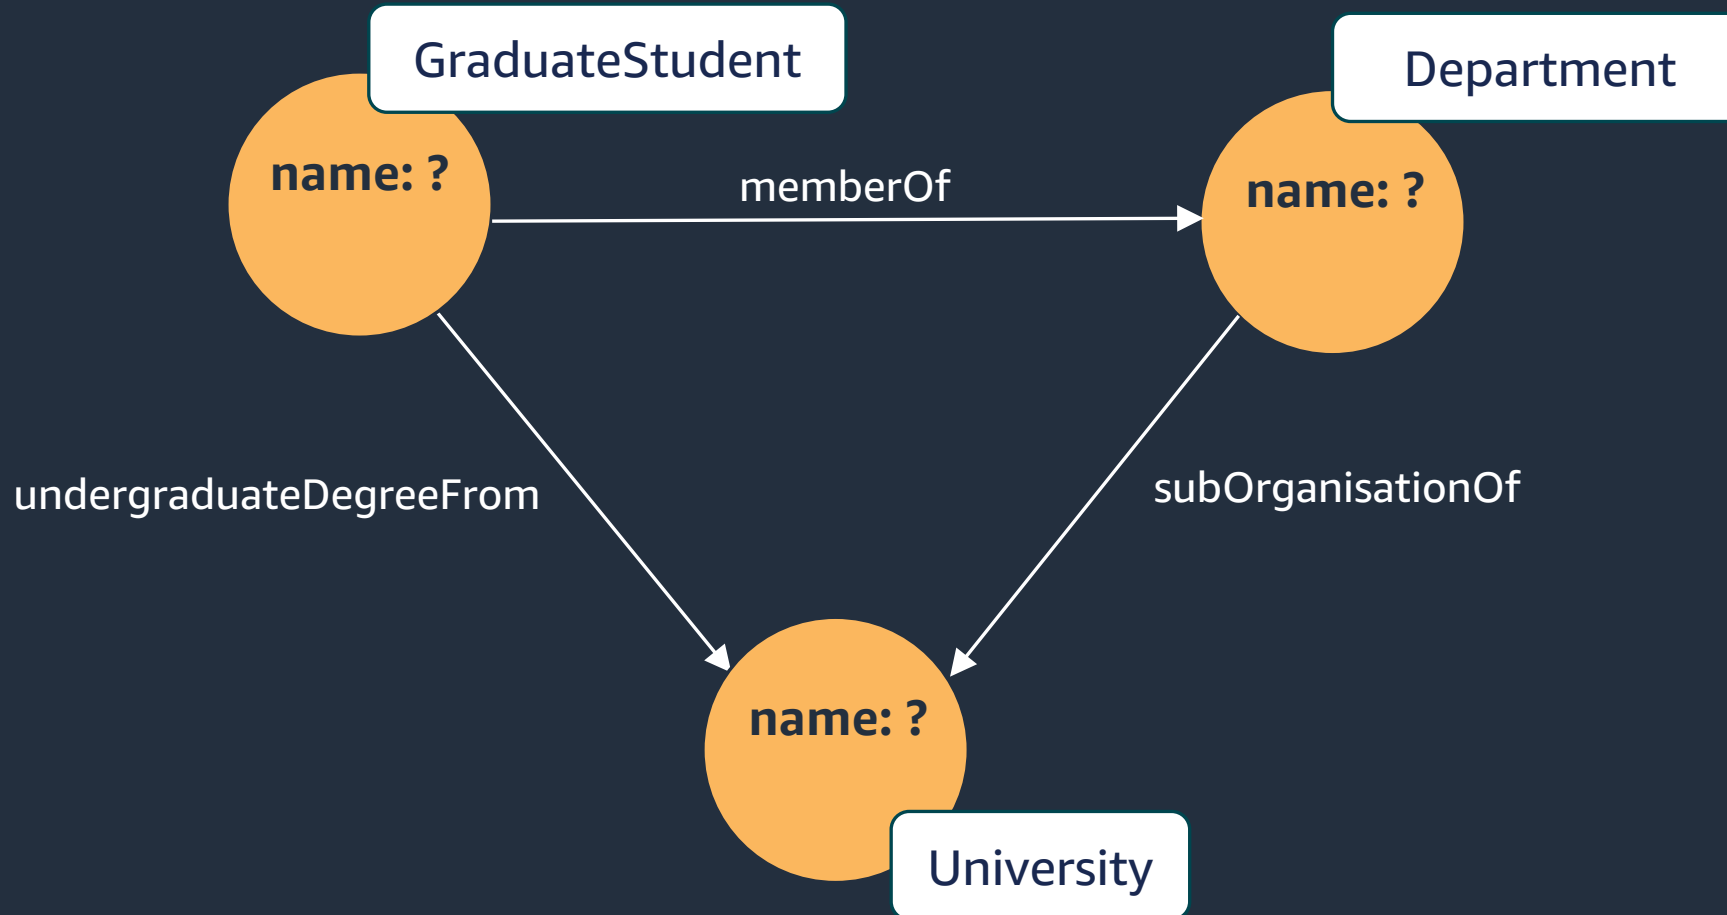 GraduateStudent
Department
name: ?
memberOf
name: ?
undergraduateDegreeFrom
subOrganisationOf
name: ?
University